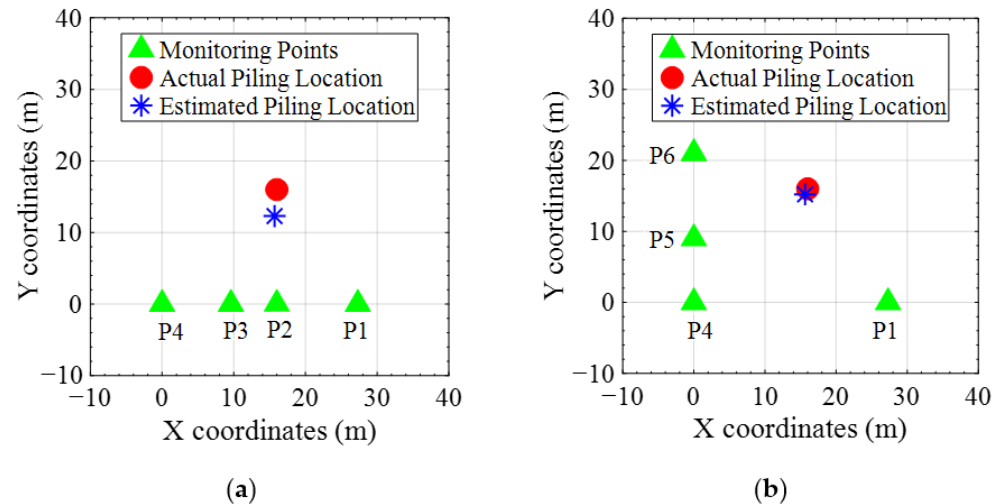 40
30
20
10
0
−10
−10
0
10
20
30
40
Y coordinates (m)
X coordinates (m)
Monitoring Points
Actual Piling Location
Estimated Piling Location
P4
P3
P2
P1
(a)
40
30
20
10
0
−10
−10
0
10
20
30
40
Y coordinates (m)
X coordinates (m)
Monitoring Points
Actual Piling Location
Estimated Piling Location
P6
P5
P4
P1
(b)